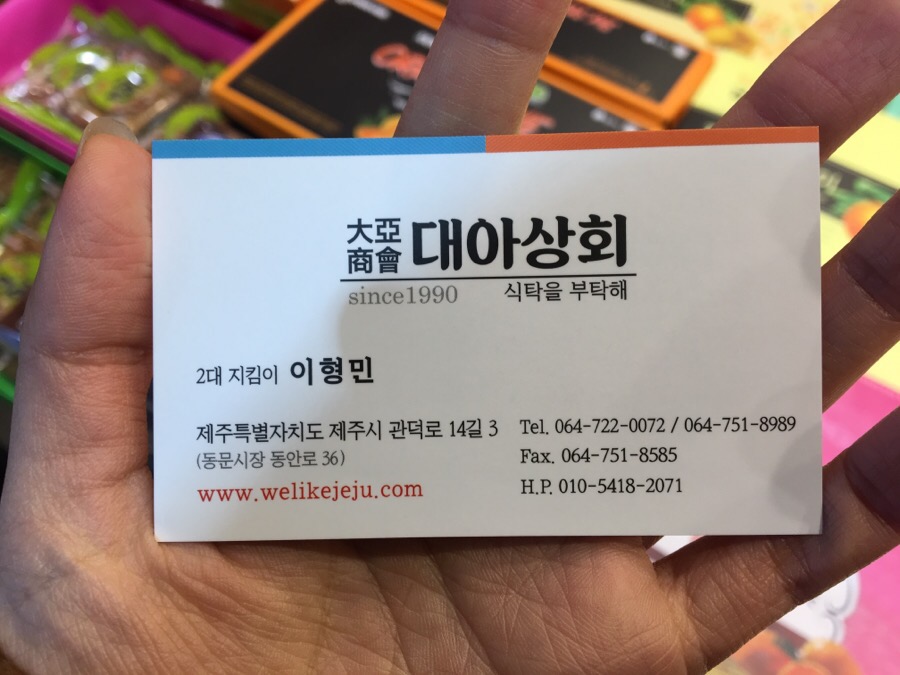 大亞
商會
대아상회
since1990 식탁을 부탁해
2대 지킴이 이형민
제주특별자치도 제주시 관덕로 14길 3
(동문시장 동안로 36)
www.welikejeju.com
Tel. 064-722-0072 / 064-751-8989
Fax. 064-751-8585
H.P. 010-5418-2071